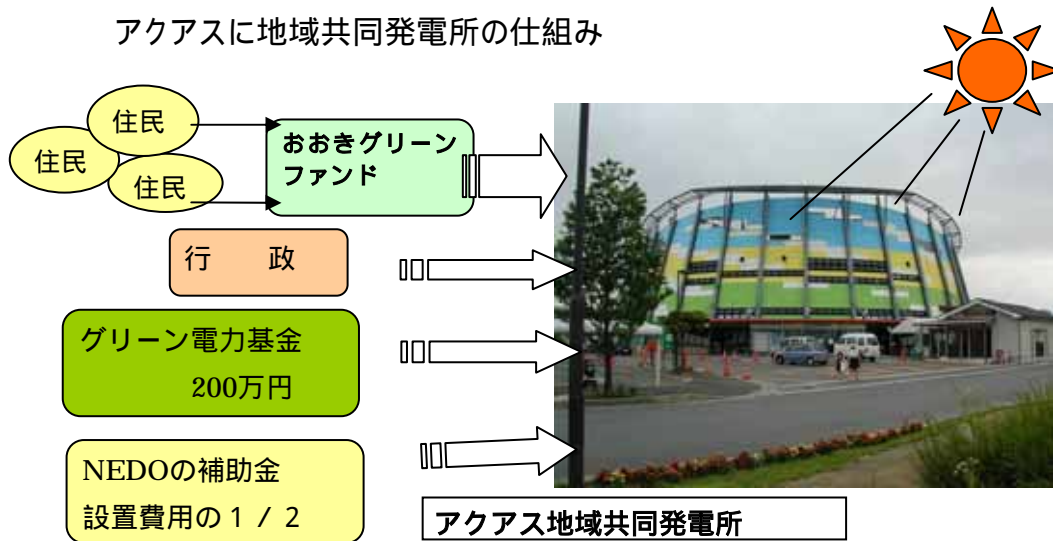 アクアスに地域共同発電所の仕組み
住民
住民
住民
おおきグリーン
ファンド
行　　政
グリーン電力基金
200万円
NEDOの補助金
設置費用の１／２
アクアス地域共同発電所